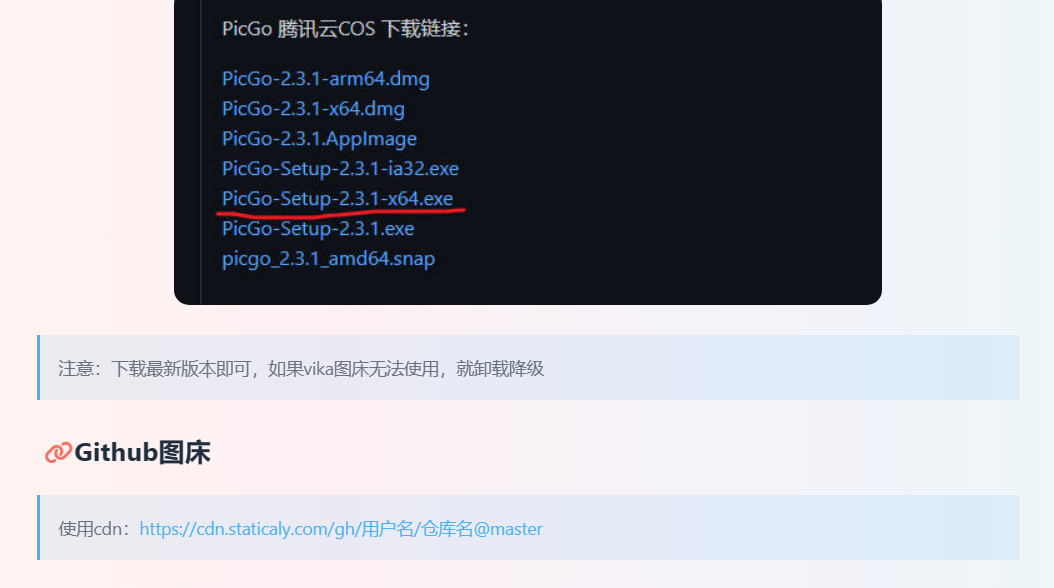 PicGo 腾讯云COS 下载链接：
PicGo-2.3.1-arm64.dmg
PicGo-2.3.1-x64.dmg
PicGo-2.3.1.AppImage
PicGo-Setup-2.3.1-ia32.exe
PicGo-Setup-2.3.1-x64.exe
PicGo-Setup-2.3.1.exe
picgo_2.3.1_amd64.snap
注意：下载最新版本即可，如果vika图床无法使用，就卸载降级
Github图床
使用cdn：https://cdn.staticaly.com/gh/用户名/仓库名@master